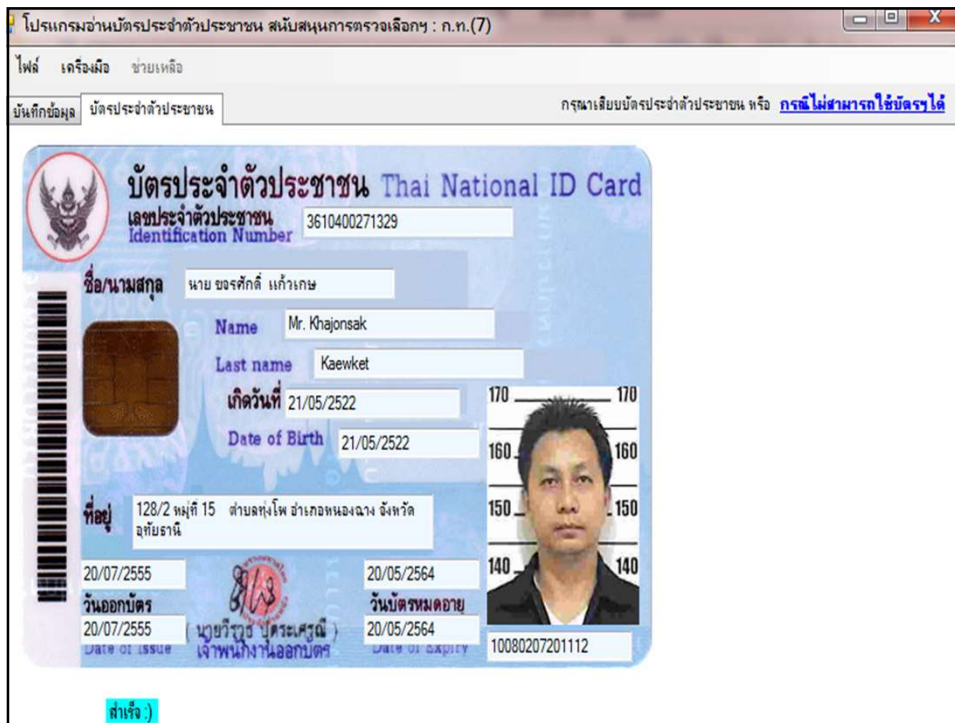 โปรแกรมอ่านบัตรประจำตัวประชาชน สนับสนุนการตรวจเลือกฯ : ก.ท.(7)
ไฟล์ เครื่องมือ ช่วยเหลือ
บันทึกข้อมูล บัตรประจำตัวประชาชน กรุณาเสียบบัตรประจำตัวประชาชน หรือ กรณีไม่สามารถใช้บัตรฯได้
บัตรประจำตัวประชาชน Thai National ID Card
เลขประจำตัวประชาชน
Identification Number 3610400271329
ชื่อ/นามสกุล นาย ขจรศักดิ์ แก้วเกษ
Name Mr. Khajonsak
Last name Kaewket
เกิดวันที่ 21/05/2522
Date of Birth 21/05/2522
170 170
160 160
150 150
140 140
ที่อยู่ 128/2 หมู่ที่ 15 ตำบลทุ่งโพ อำเภอหนองฉาง จังหวัด
อุทัยธานี
20/07/2555 20/05/2564
วันออกบัตร วันบัตรหมดอายุ
20/07/2555 20/05/2564
Date of Issue เจ้าพนักงานออกบัตร Date of Expiry
10080207201112
สำเร็จ :)